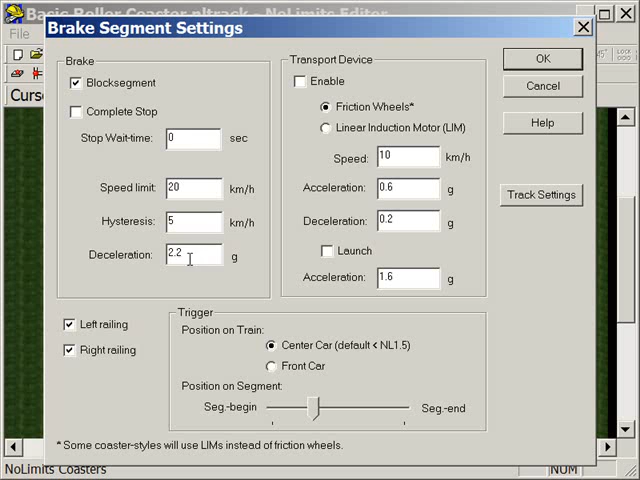 Basic Roller Coaster.nltrack - NoLimits Editor
Brake Segment Settings
File
Curs
Brake
Blocksegment
Complete Stop
Stop Wait-time: 0 sec
Speed limit: 20 km/h
Hysteresis: 5 km/h
Deceleration: 2.2 g
Transport Device
Enable
Friction Wheels*
Linear Induction Motor (LIM)
Speed: 10 km/h
Acceleration: 0.6 g
Deceleration: 0.2 g
Launch
Acceleration: 1.6 g
OK
Cancel
Help
Track Settings
Left railing
Right railing
Trigger
Position on Train:
Center Car (default < NL1.5)
Front Car
Position on Segment:
Seg.-begin Seg.-end
* Some coaster-styles will use LIMs instead of friction wheels.
NoLimits Coasters NUM